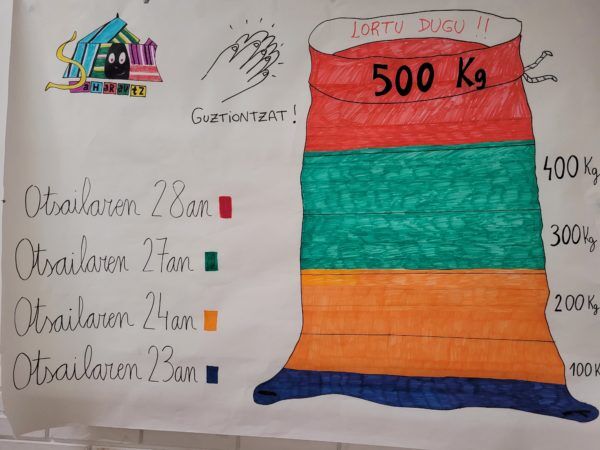 SAHARAUTZ
GUZTIONTZAT!
LORTU DUGU!!
500 Kg
400 Kg
300 Kg
200 Kg
100 K
Otsailaren 28an
Otsailaren 27an
Otsailaren 24an
Otsailaren 23an